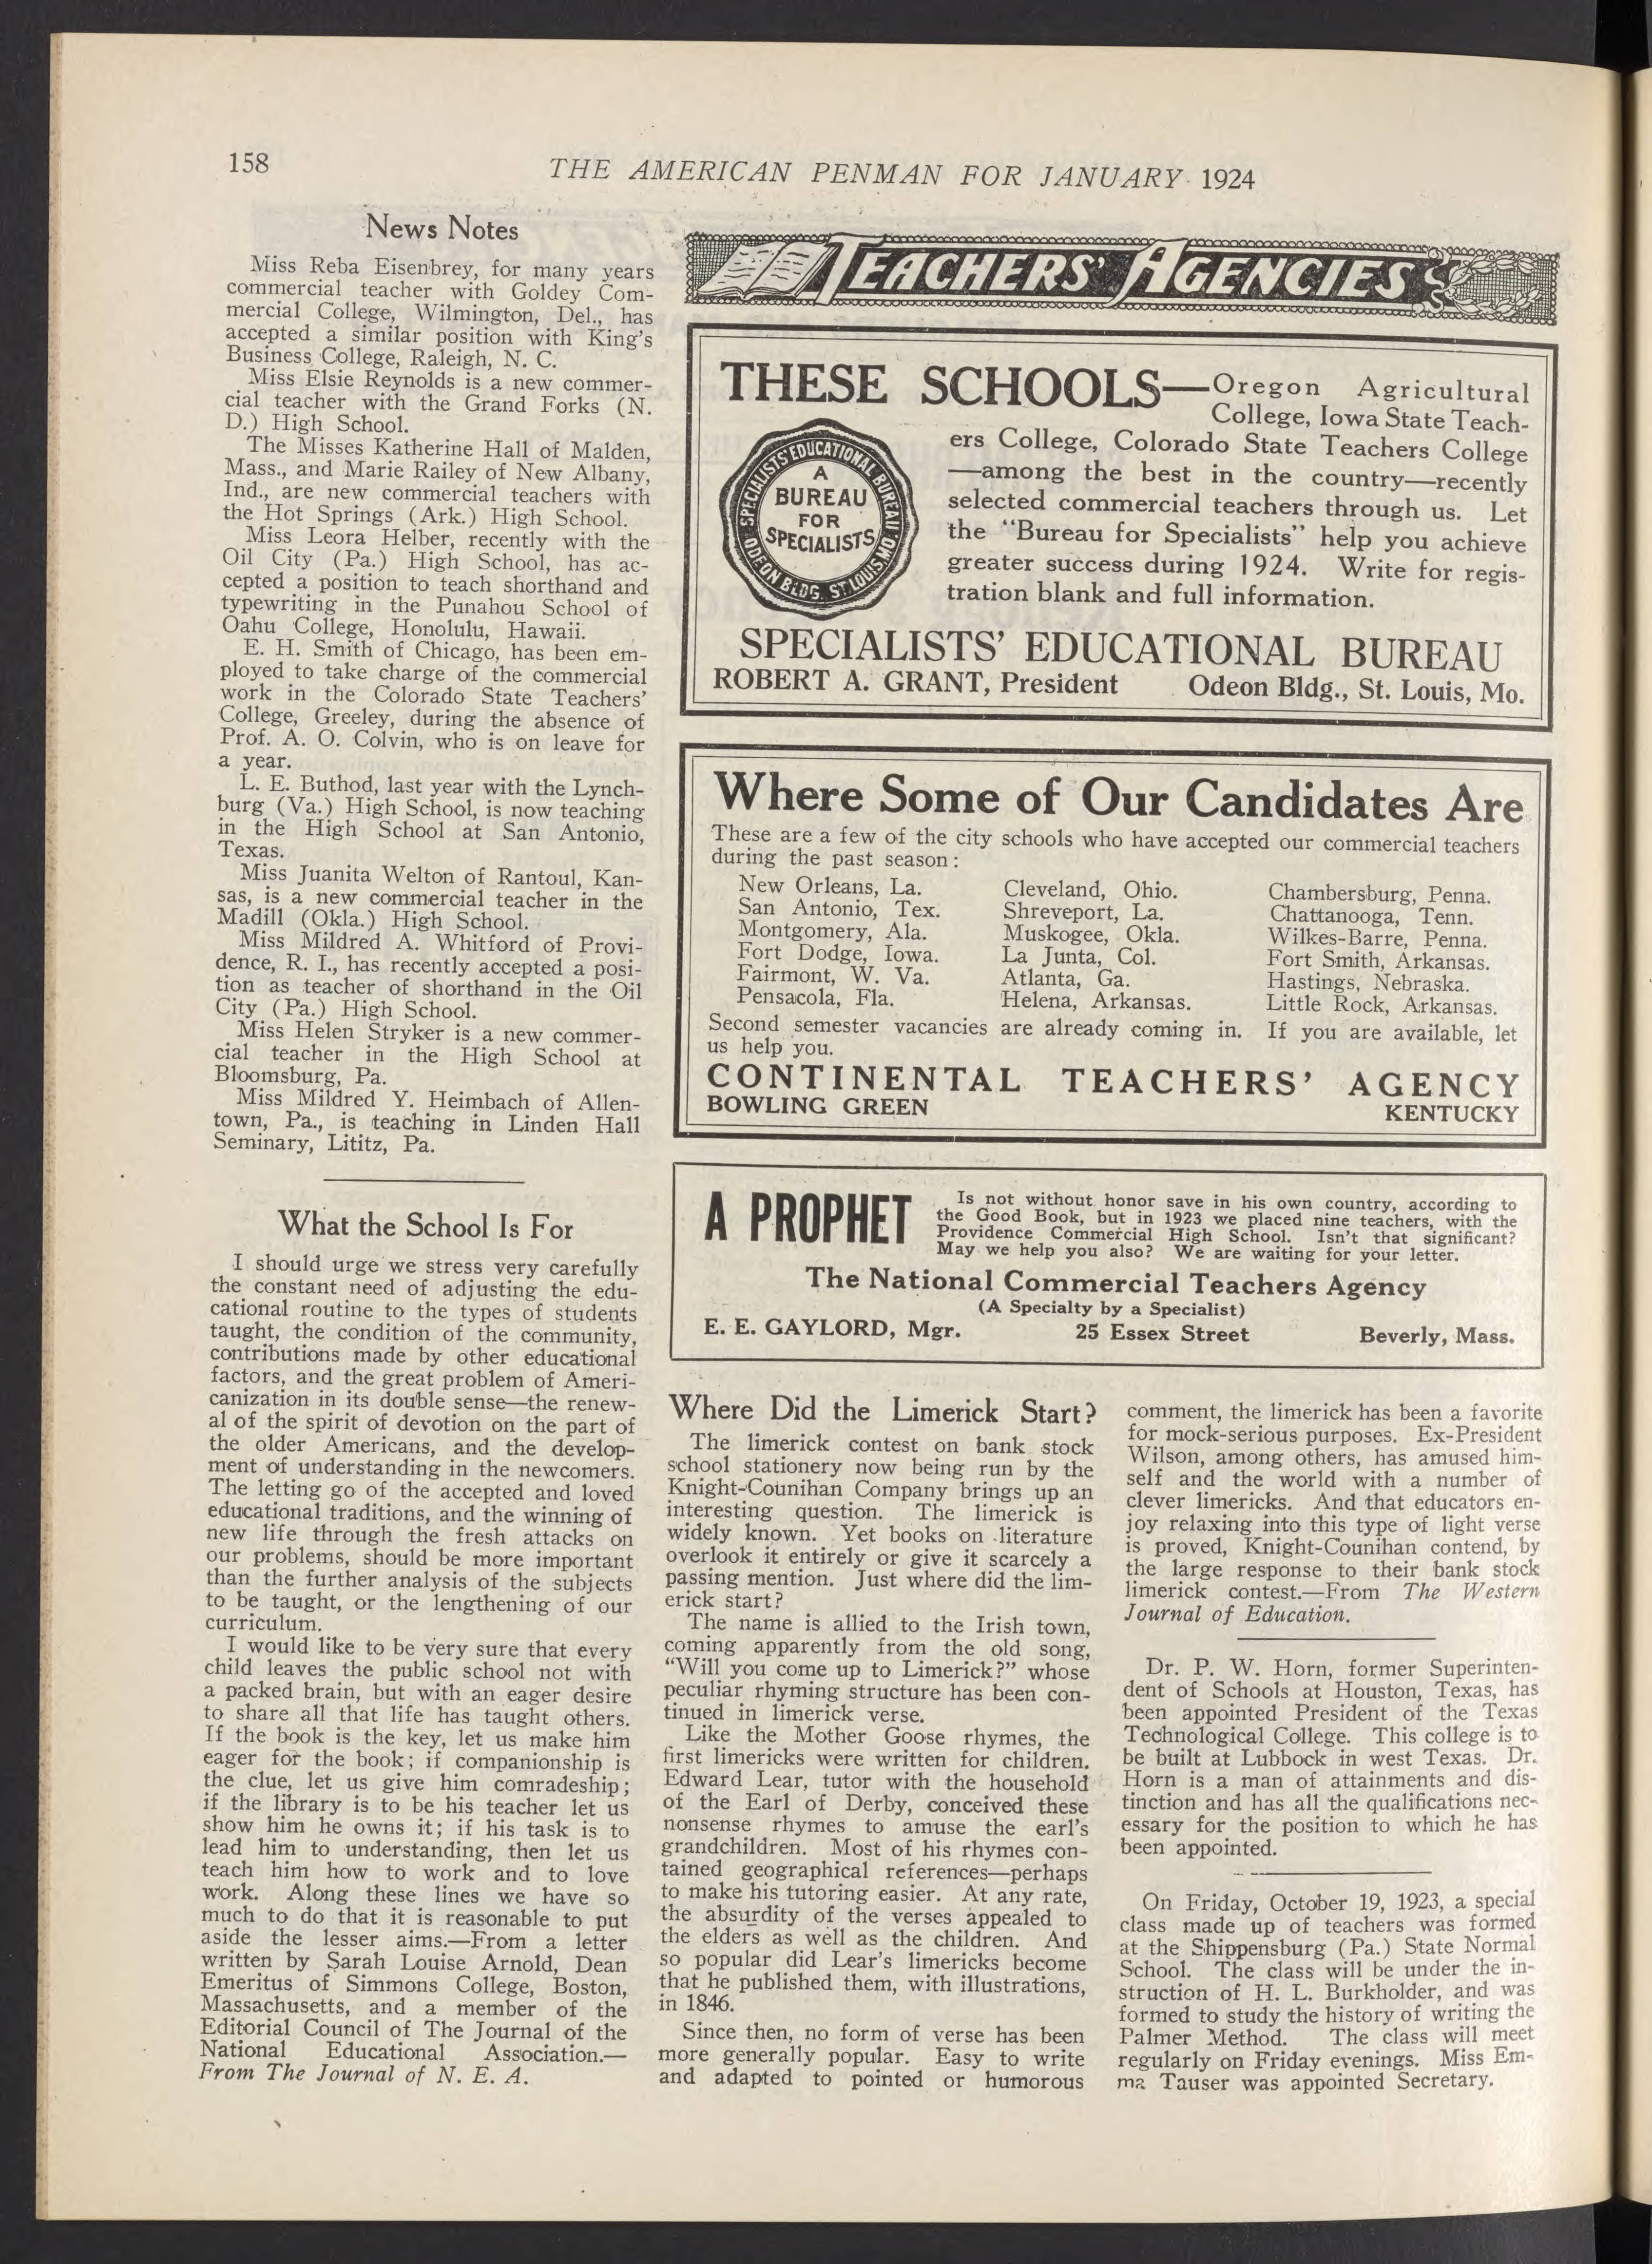 158
THE AMERICAN PENMAN FOR JANUARY 1924
News Notes
Miss Reba Eisenbrey, for many years
commercial teacher with Goldey Com-
mercial College, Wilmington, Del., has
accepted a similar position with King's
Business College, Raleigh, N. C.
Miss Elsie Reynolds is a new commer-
cial teacher with the Grand Forks (N.
D.) High School.
The Misses Katherine Hall of Malden,
Mass., and Marie Railey of New Albany,
Ind., are new commercial teachers with
the Hot Springs (Ark.) High School.
Miss Leora Helber, recently with the
Oil City (Pa.) High School, has ac-
cepted a position to teach shorthand and
typewriting in the Punahou School of
Oahu College, Honolulu, Hawaii.
E. H. Smith of Chicago, has been em-
ployed to take charge of the commercial
work in the Colorado State Teachers'
College, Greeley, during the absence of
Prof. A. O. Colvin, who is on leave for
a year.
L. E. Buthod, last year with the Lynch-
burg (Va.) High School, is now teaching
in the High School at San Antonio,
Texas.
Miss Juanita Welton of Rantoul, Kan-
sas, is a new commercial teacher in the
Madill (Okla.) High School.
Miss Mildred A. Whitford of Provi-
dence, R. I., has recently accepted a posi-
tion as teacher of shorthand in the Oil
City (Pa.) High School.
Miss Helen Stryker is a new commer-
cial teacher in the High School at
Bloomsburg, Pa.
Miss Mildred Y. Heimbach of Allen-
town, Pa., is teaching in Linden Hall
Seminary, Lititz, Pa.
What the School Is For
I should urge we stress very carefully
the constant need of adjusting the edu-
cational routine to the types of students
taught, the condition of the community,
contributions made by other educational
factors, and the great problem of Ameri-
canization in its double sense—the renew-
al of the spirit of devotion on the part of
the older Americans, and the develop-
ment of understanding in the newcomers.
The letting go of the accepted and loved
educational traditions, and the winning of
new life through the fresh attacks on
our problems, should be more important
than the further analysis of the subjects
to be taught, or the lengthening of our
curriculum.
I would like to be very sure that every
child leaves the public school not with
a packed brain, but with an eager desire
to share all that life has taught others.
If the book is the key, let us make him
eager for the book; if companionship is
the clue, let us give him comradeship;
if the library is to be his teacher let us
show him he owns it; if his task is to
lead him to understanding, then let us
teach him how to work and to love
work. Along these lines we have so
much to do that it is reasonable to put
aside the lesser aims.—From a letter
written by Sarah Louise Arnold, Dean
Emeritus of Simmons College, Boston,
Massachusetts, and a member of the
Editorial Council of The Journal of the
National Educational Association.—
From The Journal of N. E. A.
TEACHERS' AGENCIES
THESE SCHOOLS—Oregon Agricultural
College, Iowa State Teach-
ers College, Colorado State Teachers College
—among the best in the country—recently
selected commercial teachers through us. Let
the "Bureau for Specialists" help you achieve
greater success during 1924. Write for regis-
tration blank and full information.
SPECIALISTS' EDUCATIONAL BUREAU
ODEON BLDG. ST. LOUIS, MO.
A
BUREAU
FOR
SPECIALISTS
SPECIALISTS' EDUCATIONAL BUREAU
ROBERT A. GRANT, President Odeon Bldg., St. Louis, Mo.
Where Some of Our Candidates Are
These are a few of the city schools who have accepted our commercial teachers
during the past season:
New Orleans, La. Cleveland, Ohio. Chambersburg, Penna.
San Antonio, Tex. Shreveport, La. Chattanooga, Tenn.
Montgomery, Ala. Muskogee, Okla. Wilkes-Barre, Penna.
Fort Dodge, Iowa. La Junta, Col. Fort Smith, Arkansas.
Fairmont, W. Va. Atlanta, Ga. Hastings, Nebraska.
Pensacola, Fla. Helena, Arkansas. Little Rock, Arkansas.
Second semester vacancies are already coming in. If you are available, let
us help you.
CONTINENTAL TEACHERS' AGENCY
BOWLING GREEN KENTUCKY
A PROPHET
Is not without honor save in his own country, according to
the Good Book, but in 1923 we placed nine teachers, with the
Providence Commercial High School. Isn't that significant?
May we help you also? We are waiting for your letter.
The National Commercial Teachers Agency
(A Specialty by a Specialist)
E. E. GAYLORD, Mgr. 25 Essex Street Beverly, Mass.
Where Did the Limerick Start?
The limerick contest on bank stock
school stationery now being run by the
Knight-Counihan Company brings up an
interesting question. The limerick is
widely known. Yet books on literature
overlook it entirely or give it scarcely a
passing mention. Just where did the lim-
erick start?
The name is allied to the Irish town,
coming apparently from the old song,
"Will you come up to Limerick?" whose
peculiar rhyming structure has been con-
tinued in limerick verse.
Like the Mother Goose rhymes, the
first limericks were written for children.
Edward Lear, tutor with the household
of the Earl of Derby, conceived these
nonsense rhymes to amuse the earl's
grandchildren. Most of his rhymes con-
tained geographical references—perhaps
to make his tutoring easier. At any rate,
the absurdity of the verses appealed to
the elders as well as the children. And
so popular did Lear's limericks become
that he published them, with illustrations,
in 1846.
Since then, no form of verse has been
more generally popular. Easy to write
and adapted to pointed or humorous
comment, the limerick has been a favorite
for mock-serious purposes. Ex-President
Wilson, among others, has amused him-
self and the world with a number of
clever limericks. And that educators en-
joy relaxing into this type of light verse
is proved, Knight-Counihan contend, by
the large response to their bank stock
limerick contest.—From The Western
Journal of Education.
Dr. P. W. Horn, former Superinten-
dent of Schools at Houston, Texas, has
been appointed President of the Texas
Technological College. This college is to
be built at Lubbock in west Texas. Dr.
Horn is a man of attainments and dis-
tinction and has all the qualifications nec-
essary for the position to which he has
been appointed.
On Friday, October 19, 1923, a special
class made up of teachers was formed
at the Shippensburg (Pa.) State Normal
School. The class will be under the in-
struction of H. L. Burkholder, and was
formed to study the history of writing the
Palmer Method. The class will meet
regularly on Friday evenings. Miss Em-
ma Tauser was appointed Secretary.